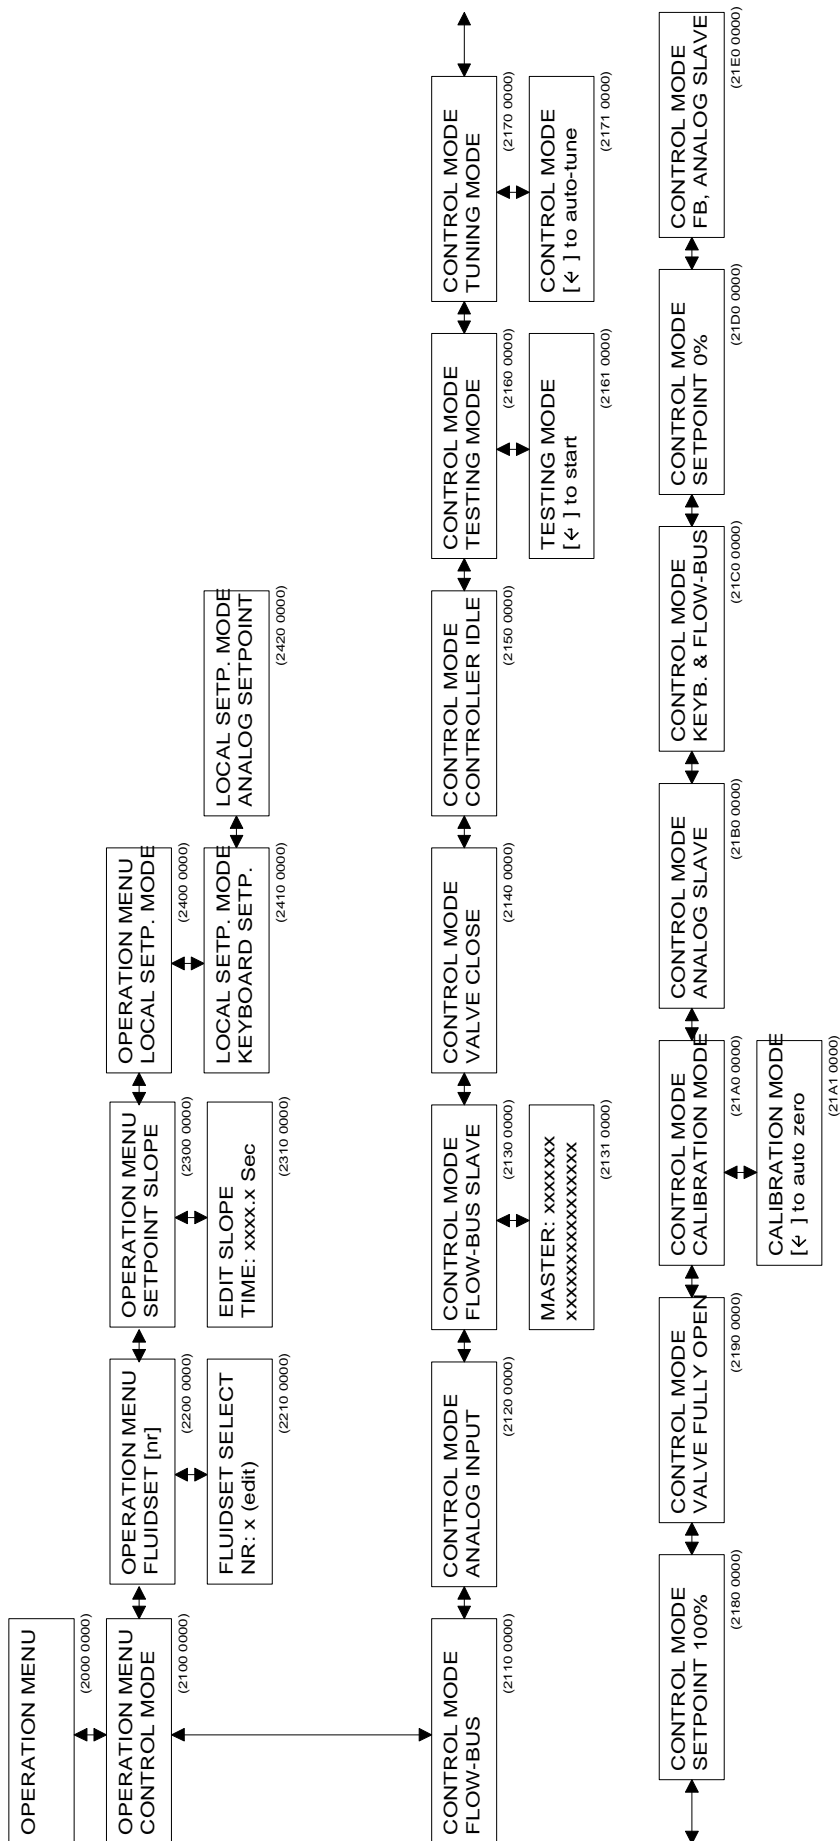 OPERATION MENU
(2000 0000)
OPERATION MENU
CONTROL MODE
(2100 0000)
OPERATION MENU
FLUIDSET [nr]
(2200 0000)
OPERATION MENU
SETPOINT SLOPE
(2300 0000)
OPERATION MENU
LOCAL SETP. MODE
(2400 0000)
FLUIDSET SELECT
NR: x (edit)
(2210 0000)
EDIT SLOPE
TIME: xxxx.x Sec
(2310 0000)
LOCAL SETP. MODE
KEYBOARD SETP.
(2410 0000)
LOCAL SETP. MODE
ANALOG SETPOINT
(2420 0000)
CONTROL MODE
FLOW-BUS
(2110 0000)
CONTROL MODE
ANALOG INPUT
(2120 0000)
CONTROL MODE
FLOW-BUS SLAVE
(2130 0000)
CONTROL MODE
VALVE CLOSE
(2140 0000)
CONTROL MODE
CONTROLLER IDLE
(2150 0000)
CONTROL MODE
TESTING MODE
(2160 0000)
CONTROL MODE
TUNING MODE
(2170 0000)
MASTER: xxxxxxx
xxxxxxxxxxxxxxxx
(2131 0000)
TESTING MODE
[↵ ] to start
(2161 0000)
CONTROL MODE
[↵ ] to auto-tune
(2171 0000)
CONTROL MODE
SETPOINT 100%
(2180 0000)
CONTROL MODE
VALVE FULLY OPEN
(2190 0000)
CONTROL MODE
CALIBRATION MODE
(21A0 0000)
CONTROL MODE
ANALOG SLAVE
(21B0 0000)
CONTROL MODE
KEYB. & FLOW-BUS
(21C0 0000)
CONTROL MODE
SETPOINT 0%
(21D0 0000)
CONTROL MODE
FB, ANALOG SLAVE
(21E0 0000)
CALIBRATION MODE
[↵ ] to auto zero
(21A1 0000)